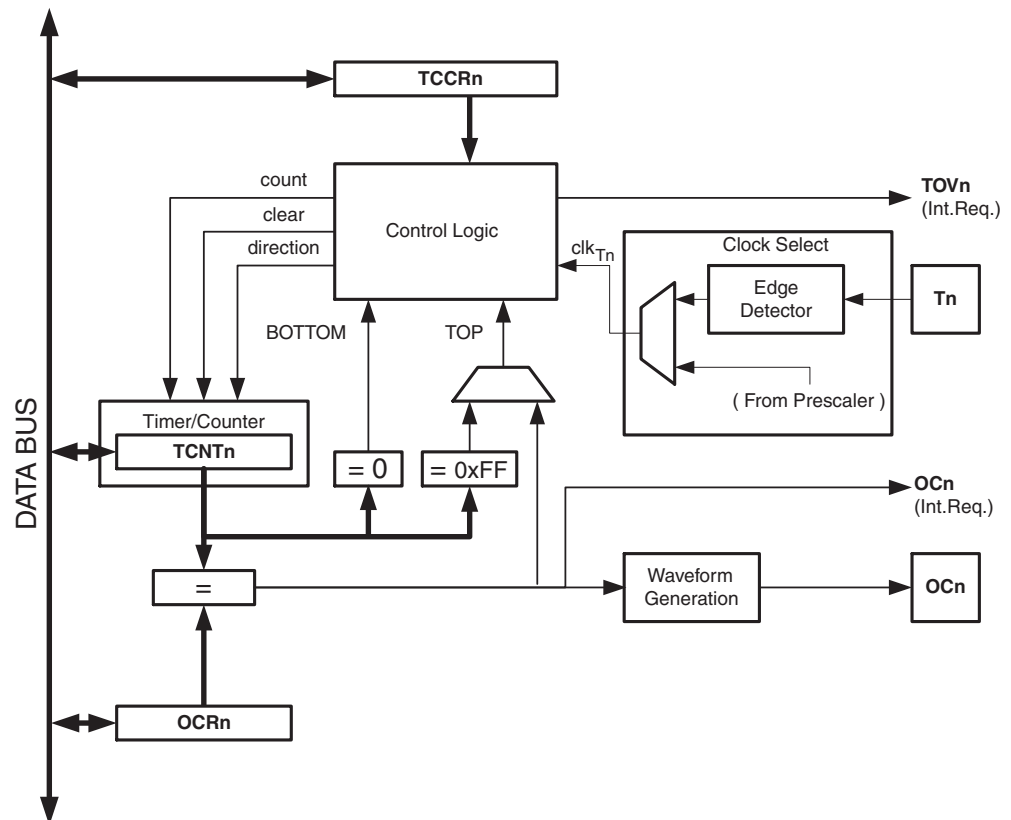 TCCRn
count
clear
direction
Control Logic
TOVn
(Int.Req.)
clkTn
Clock Select
Edge
Detector
Tn
( From Prescaler )
BOTTOM
TOP
Timer/Counter
TCNTn
= 0
= 0xFF
OCn
(Int.Req.)
=
Waveform
Generation
OCn
OCRn
DATA BUS